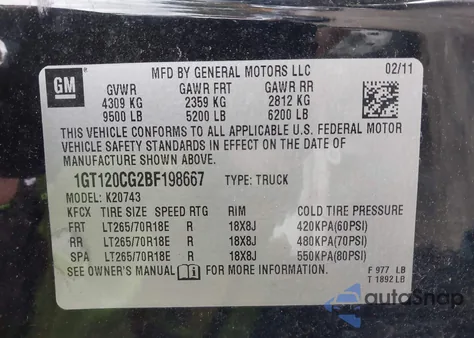 GM
MFD BY GENERAL MOTORS LLC 02/11
GVWR GAWR FRT GAWR RR
4309 KG 2359 KG 2812 KG
9500 LB 5200 LB 6200 LB
THIS VEHICLE CONFORMS TO ALL APPLICABLE U.S. FEDERAL MOTOR
VEHICLE SAFETY STANDARDS IN EFFECT ON THE DATE OF
MANUFACTURE SHOWN ABOVE.
1GT120CG2BF198667 TYPE: TRUCK
MODEL: K20743
KFCX TIRE SIZE SPEED RTG RIM COLD TIRE PRESSURE
FRT LT265/70R18E R 18X8J 420KPA(60PSI)
RR LT265/70R18E R 18X8J 480KPA(70PSI)
SPA LT265/70R18E R 18X8J 550KPA(80PSI)
SEE OWNER'S MANUAL FOR MORE INFORMATION. F 977 LB
T 1892 LB
autoSnap